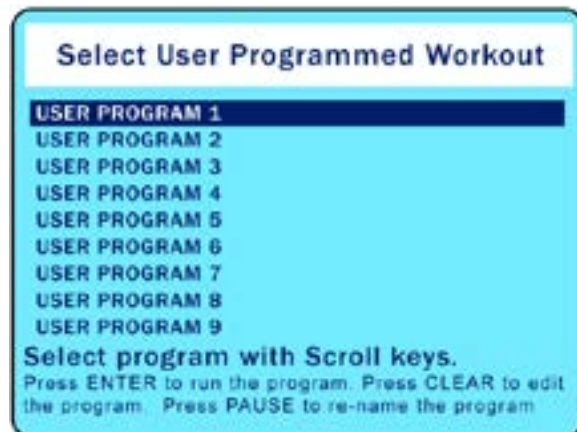 Select User Programmed Workout
USER PROGRAM 1
USER PROGRAM 2
USER PROGRAM 3
USER PROGRAM 4
USER PROGRAM 5
USER PROGRAM 6
USER PROGRAM 7
USER PROGRAM 8
USER PROGRAM 9
Select program with Scroll keys.
Press ENTER to run the program. Press CLEAR to edit
the program. Press PAUSE to re-name the program